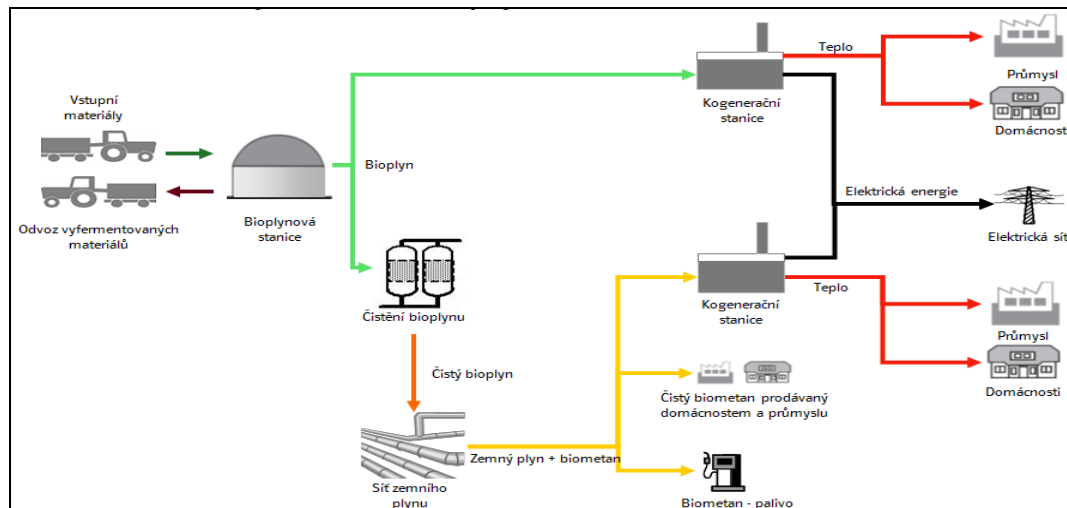 Vstupní
materiály
Odvoz vyfermentovaných
materiálů
Bioplynová
stanice
Bioplyn
Čistění bioplynu
Čistý bioplyn
Síť zemního
plynu
Zemný plyn + biometan
Kogenerační
stanice
Teplo
Průmysl
Domácnost
Elektrická energie
Elektrická sít
Kogenerační
stanice
Teplo
Průmysl
Domácnosti
Čistý biometan prodávaný
domácnostem a průmyslu
Biometan - palivo